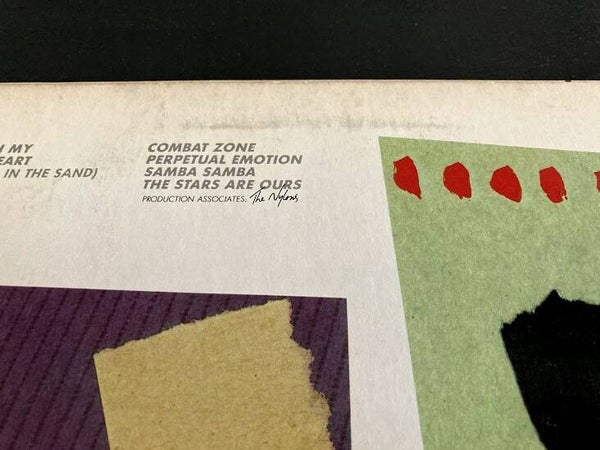 MY
EART
IN THE SAND)
COMBAT ZONE
PERPETUAL EMOTION
SAMBA SAMBA
THE STARS ARE OURS
PRODUCTION ASSOCIATES: The Nylons